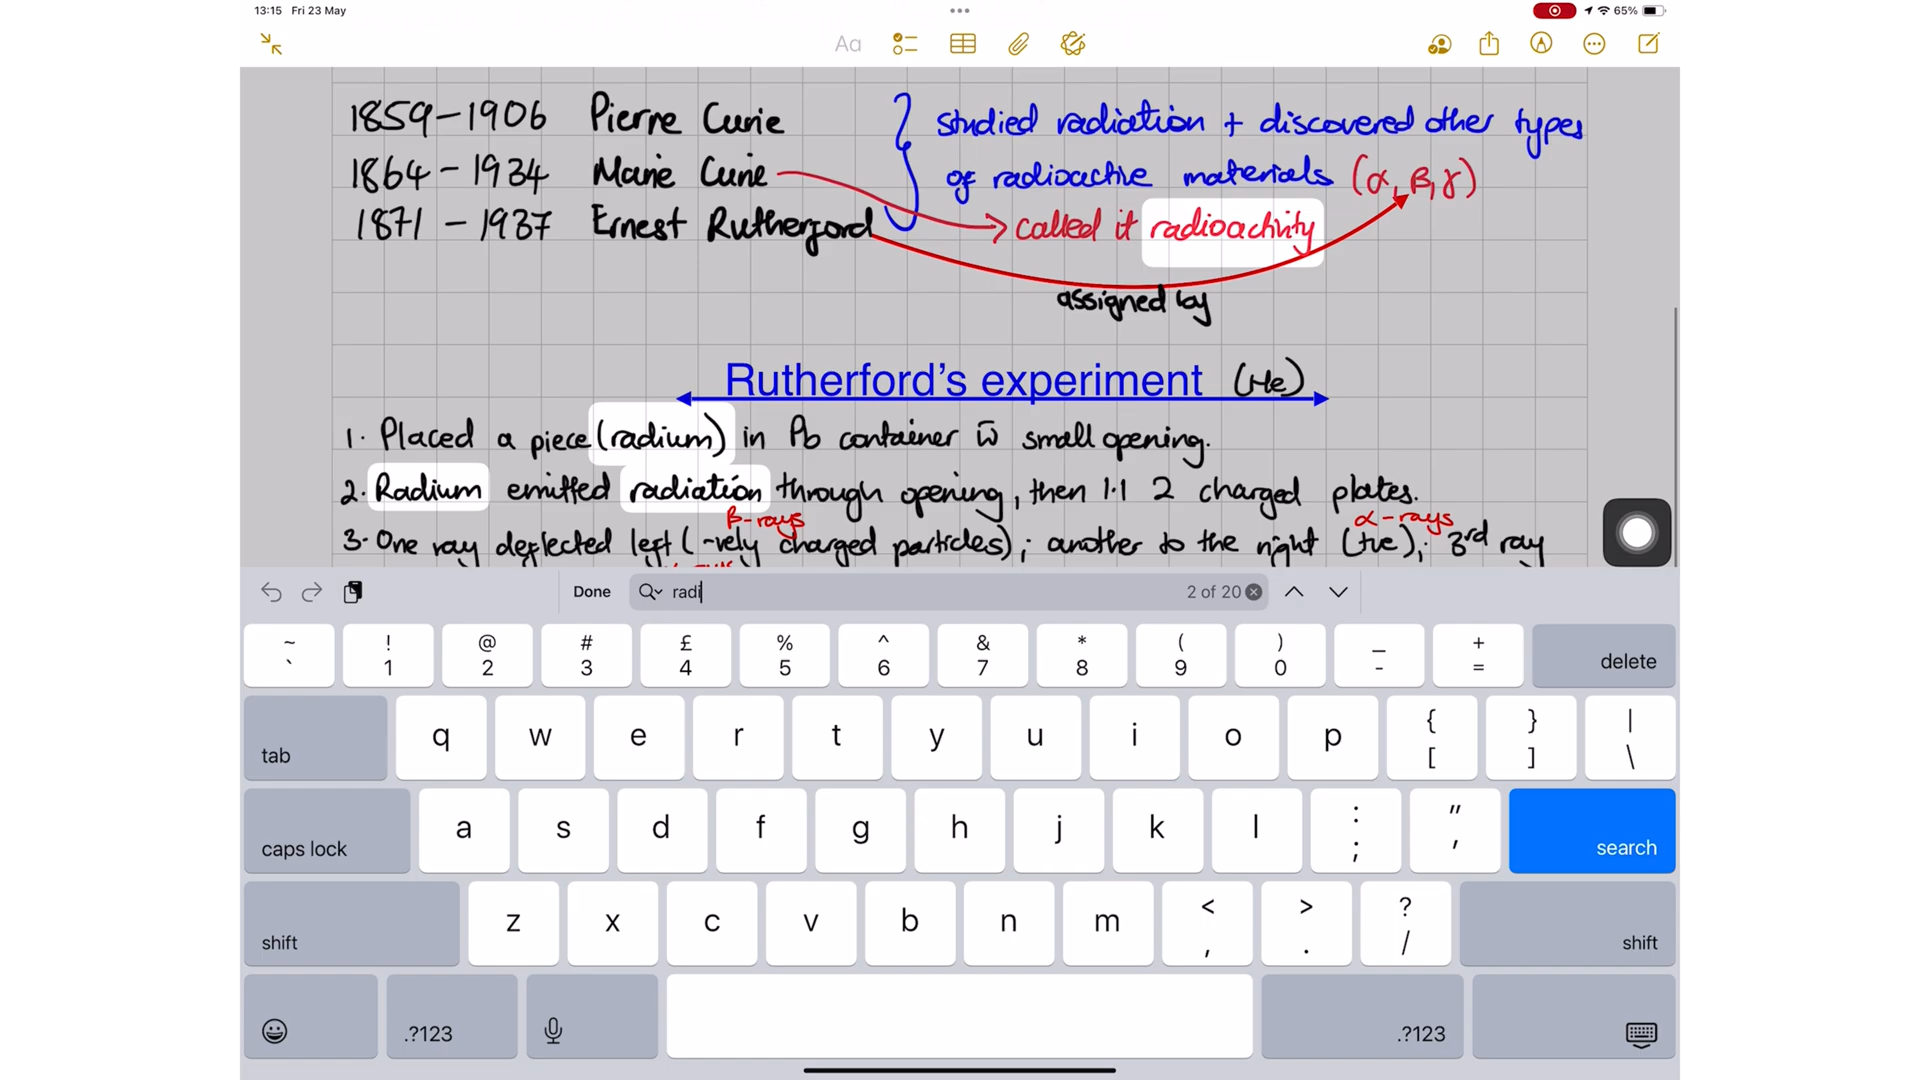 13:15 Fri 23 May 65%
Aa
1859-1906 Pierre Curie
1864-1934 Marie Curie
1871-1937 Ernest Rutherford
studied radiation + discovered other types
of radioactive materials (α, β, γ)
called it radioactivity
assigned by
Rutherford's experiment (He)
1. Placed a piece (radium) in Pb container w̄ small opening.
2. Radium emitted radiation through opening, then 1·1 2 charged plates.
β-rays α-rays
3. One ray deflected left (-vely charged particles); another to the right (+ve); 3rd ray
Done radi 2 of 20
~ ! @ # £ % ^ & * ( ) _ +
` 1 2 3 4 5 6 7 8 9 0 - = delete
tab q w e r t y u i o p { [ } ] | \
caps lock a s d f g h j k l : ; " ' search
shift z x c v b n m < , > . ? / shift
.?123 .?123